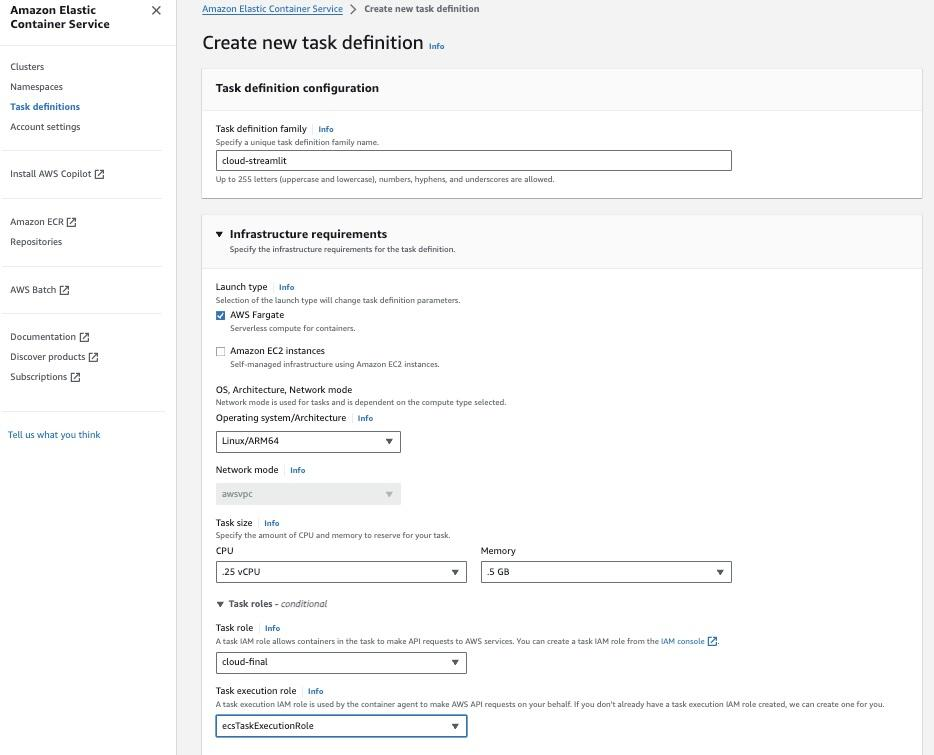 Amazon Elastic
Container Service
Clusters
Namespaces
Task definitions
Account settings
Install AWS Copilot
Amazon ECR
Repositories
AWS Batch
Documentation
Discover products
Subscriptions
Tell us what you think
Amazon Elastic Container Service > Create new task definition
Create new task definition Info
Task definition configuration
Task definition family Info
Specify a unique task definition family name.
cloud-streamlit
Up to 255 letters (uppercase and lowercase), numbers, hyphens, and underscores are allowed.
Infrastructure requirements
Specify the infrastructure requirements for the task definition.
Launch type Info
Selection of the launch type will change task definition parameters.
AWS Fargate
Serverless compute for containers.
Amazon EC2 instances
Self-managed infrastructure using Amazon EC2 instances.
OS, Architecture, Network mode
Network mode is used for tasks and is dependent on the compute type selected.
Operating system/Architecture Info
Linux/ARM64
Network mode Info
awsvpc
Task size Info
Specify the amount of CPU and memory to reserve for your task.
CPU Memory
.25 vCPU .5 GB
Task roles - conditional
Task role Info
A task IAM role allows containers in the task to make API requests to AWS services. You can create a task IAM role from the IAM console.
cloud-final
Task execution role Info
A task execution IAM role is used by the container agent to make AWS API requests on your behalf. If you don't already have a task execution IAM role created, we can create one for you.
ecsTaskExecutionRole